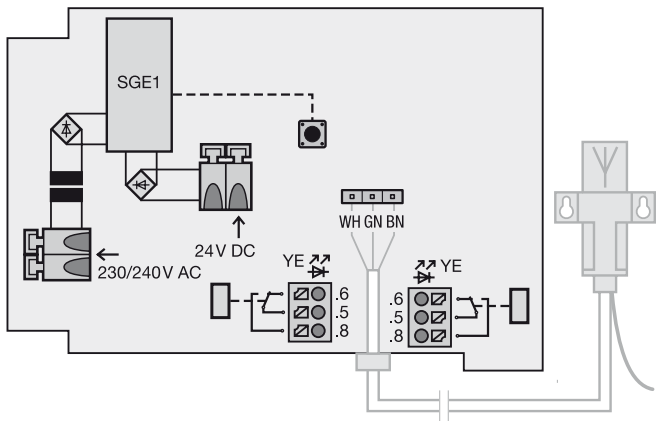 SGE1
WH GN BN
24V DC
230/240V AC
YE
YE
.6
.5
.8
.6
.5
.8